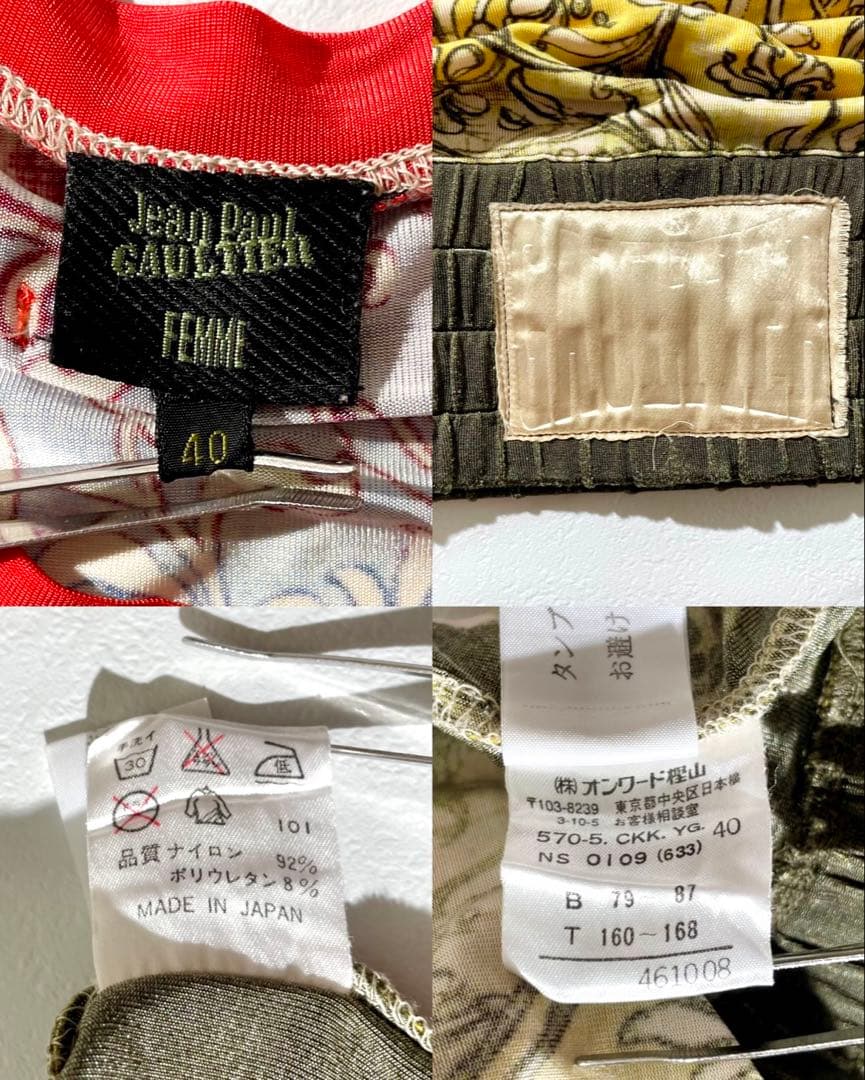 Jean Paul
GAULTIER
FEMME
40
手洗イ
30
低
101
品質 ナイロン 92%
ポリウレタン 8%
MADE IN JAPAN
タンブ
お避け
(株)オンワード樫山
〒103-8239 東京都中央区日本橋
3-10-5 お客様相談室
570-5. CKK. YG. 40
NS 0109 (633)
B 79 87
T 160〜168
461008